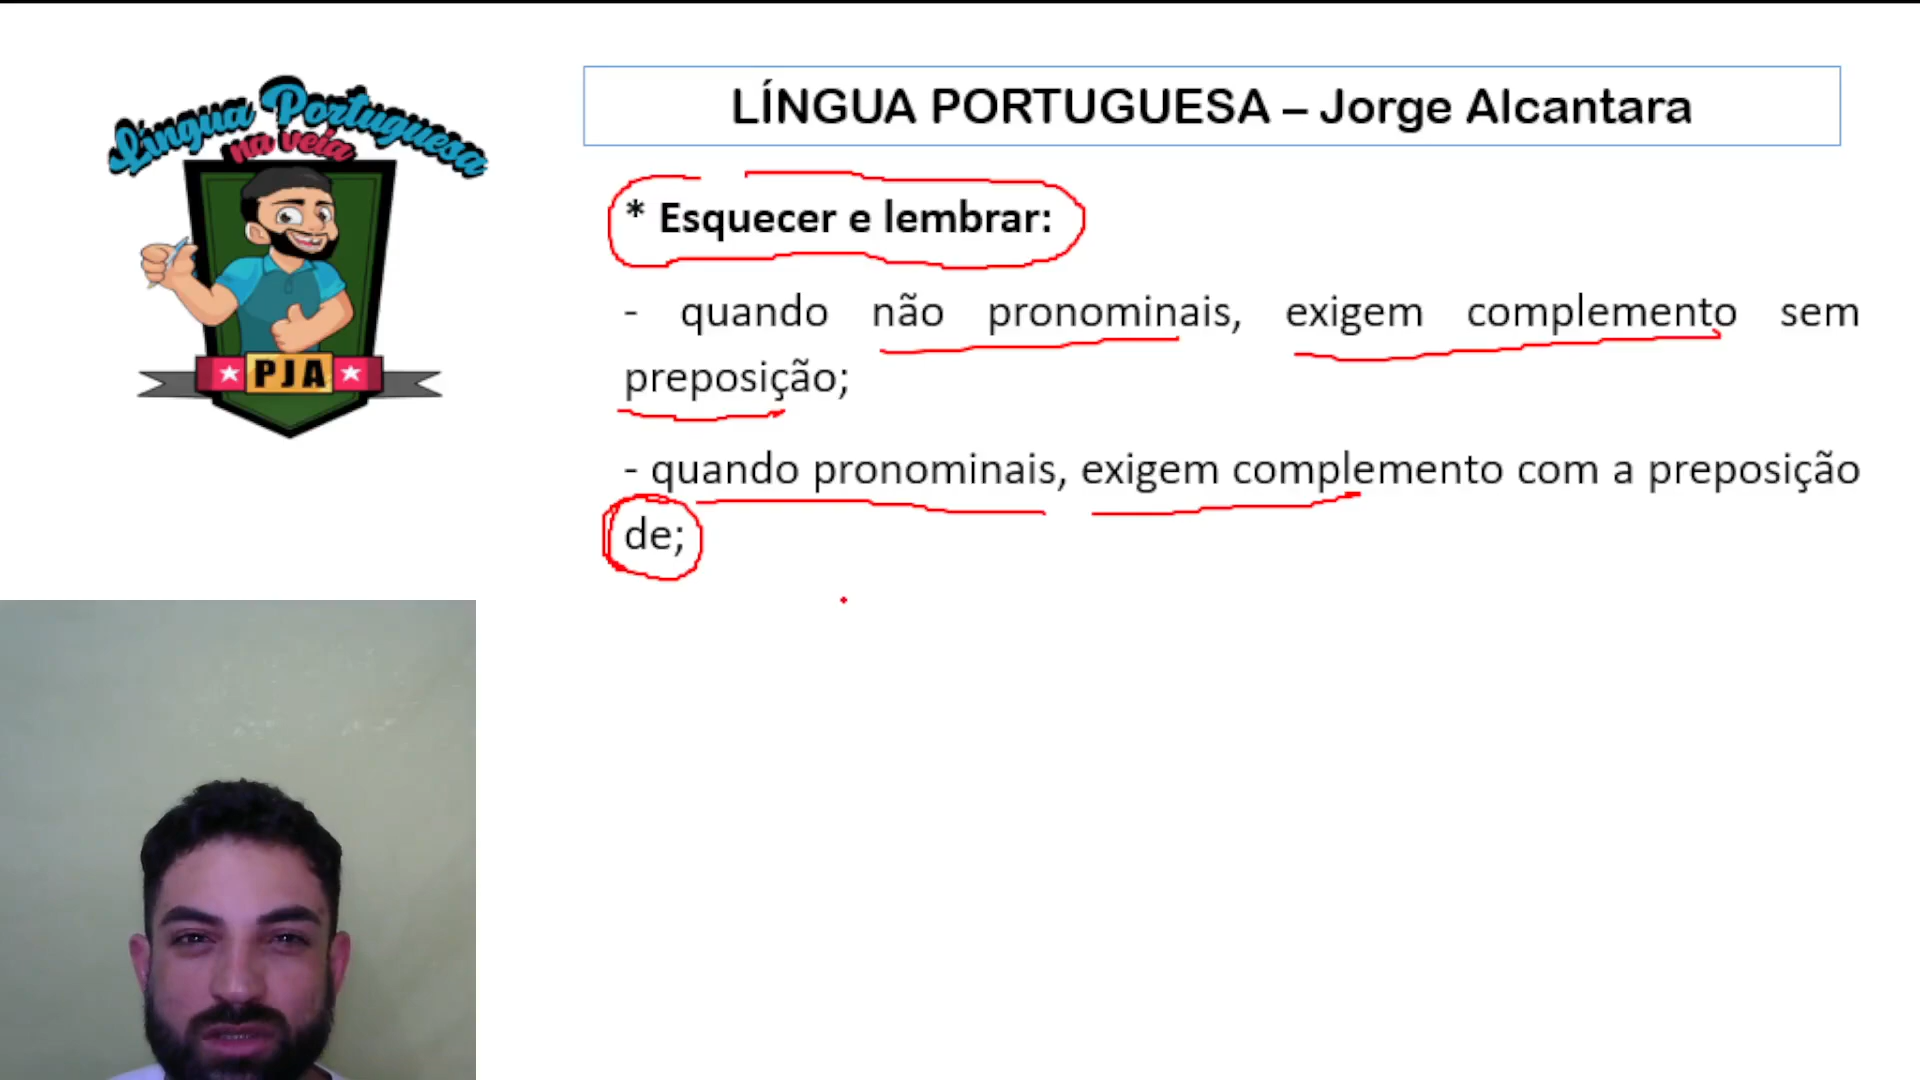 Língua Portuguesa
na veia
PJA
LÍNGUA PORTUGUESA – Jorge Alcantara
* Esquecer e lembrar:
- quando não pronominais, exigem complemento sem
preposição;
- quando pronominais, exigem complemento com a preposição
de;